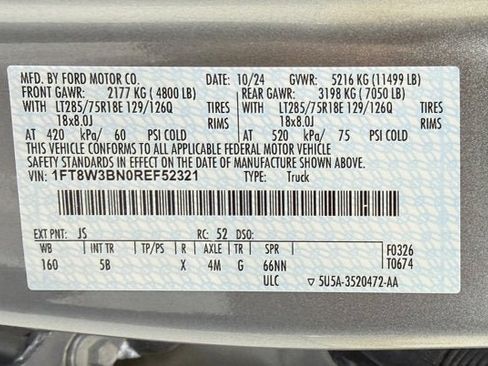 MFD. BY FORD MOTOR CO. 10/24 GVWR: 5216 KG (11499 LB)
FRONT GAWR: 2177 KG (4800 LB) REAR GAWR: 3198 KG (7050 LB)
WITH LT285/75R18E 129/126Q TIRES WITH LT285/75R18E 129/126Q TIRES
18x8.0J RIMS 18x8.0J RIMS
AT 420 kPa/ 60 PSI COLD AT 520 kPa/ 75 PSI COLD
THIS VEHICLE CONFORMS TO ALL APPLICABLE FEDERAL MOTOR VEHICLE
SAFETY AND THEFT PREVENTION STANDARDS IN EFFECT ON THE DATE OF MANUFACTURE SHOWN ABOVE.
VIN: 1FT8W3BN0REF52321 TYPE: Truck
EXT PNT: JS RC: 52 DSO:
WB INT TR TP/PS R AXLE TR SPR F0326
160 5B X 4M G 66NN T0674
ULC ▽ 5U5A-3520472-AA